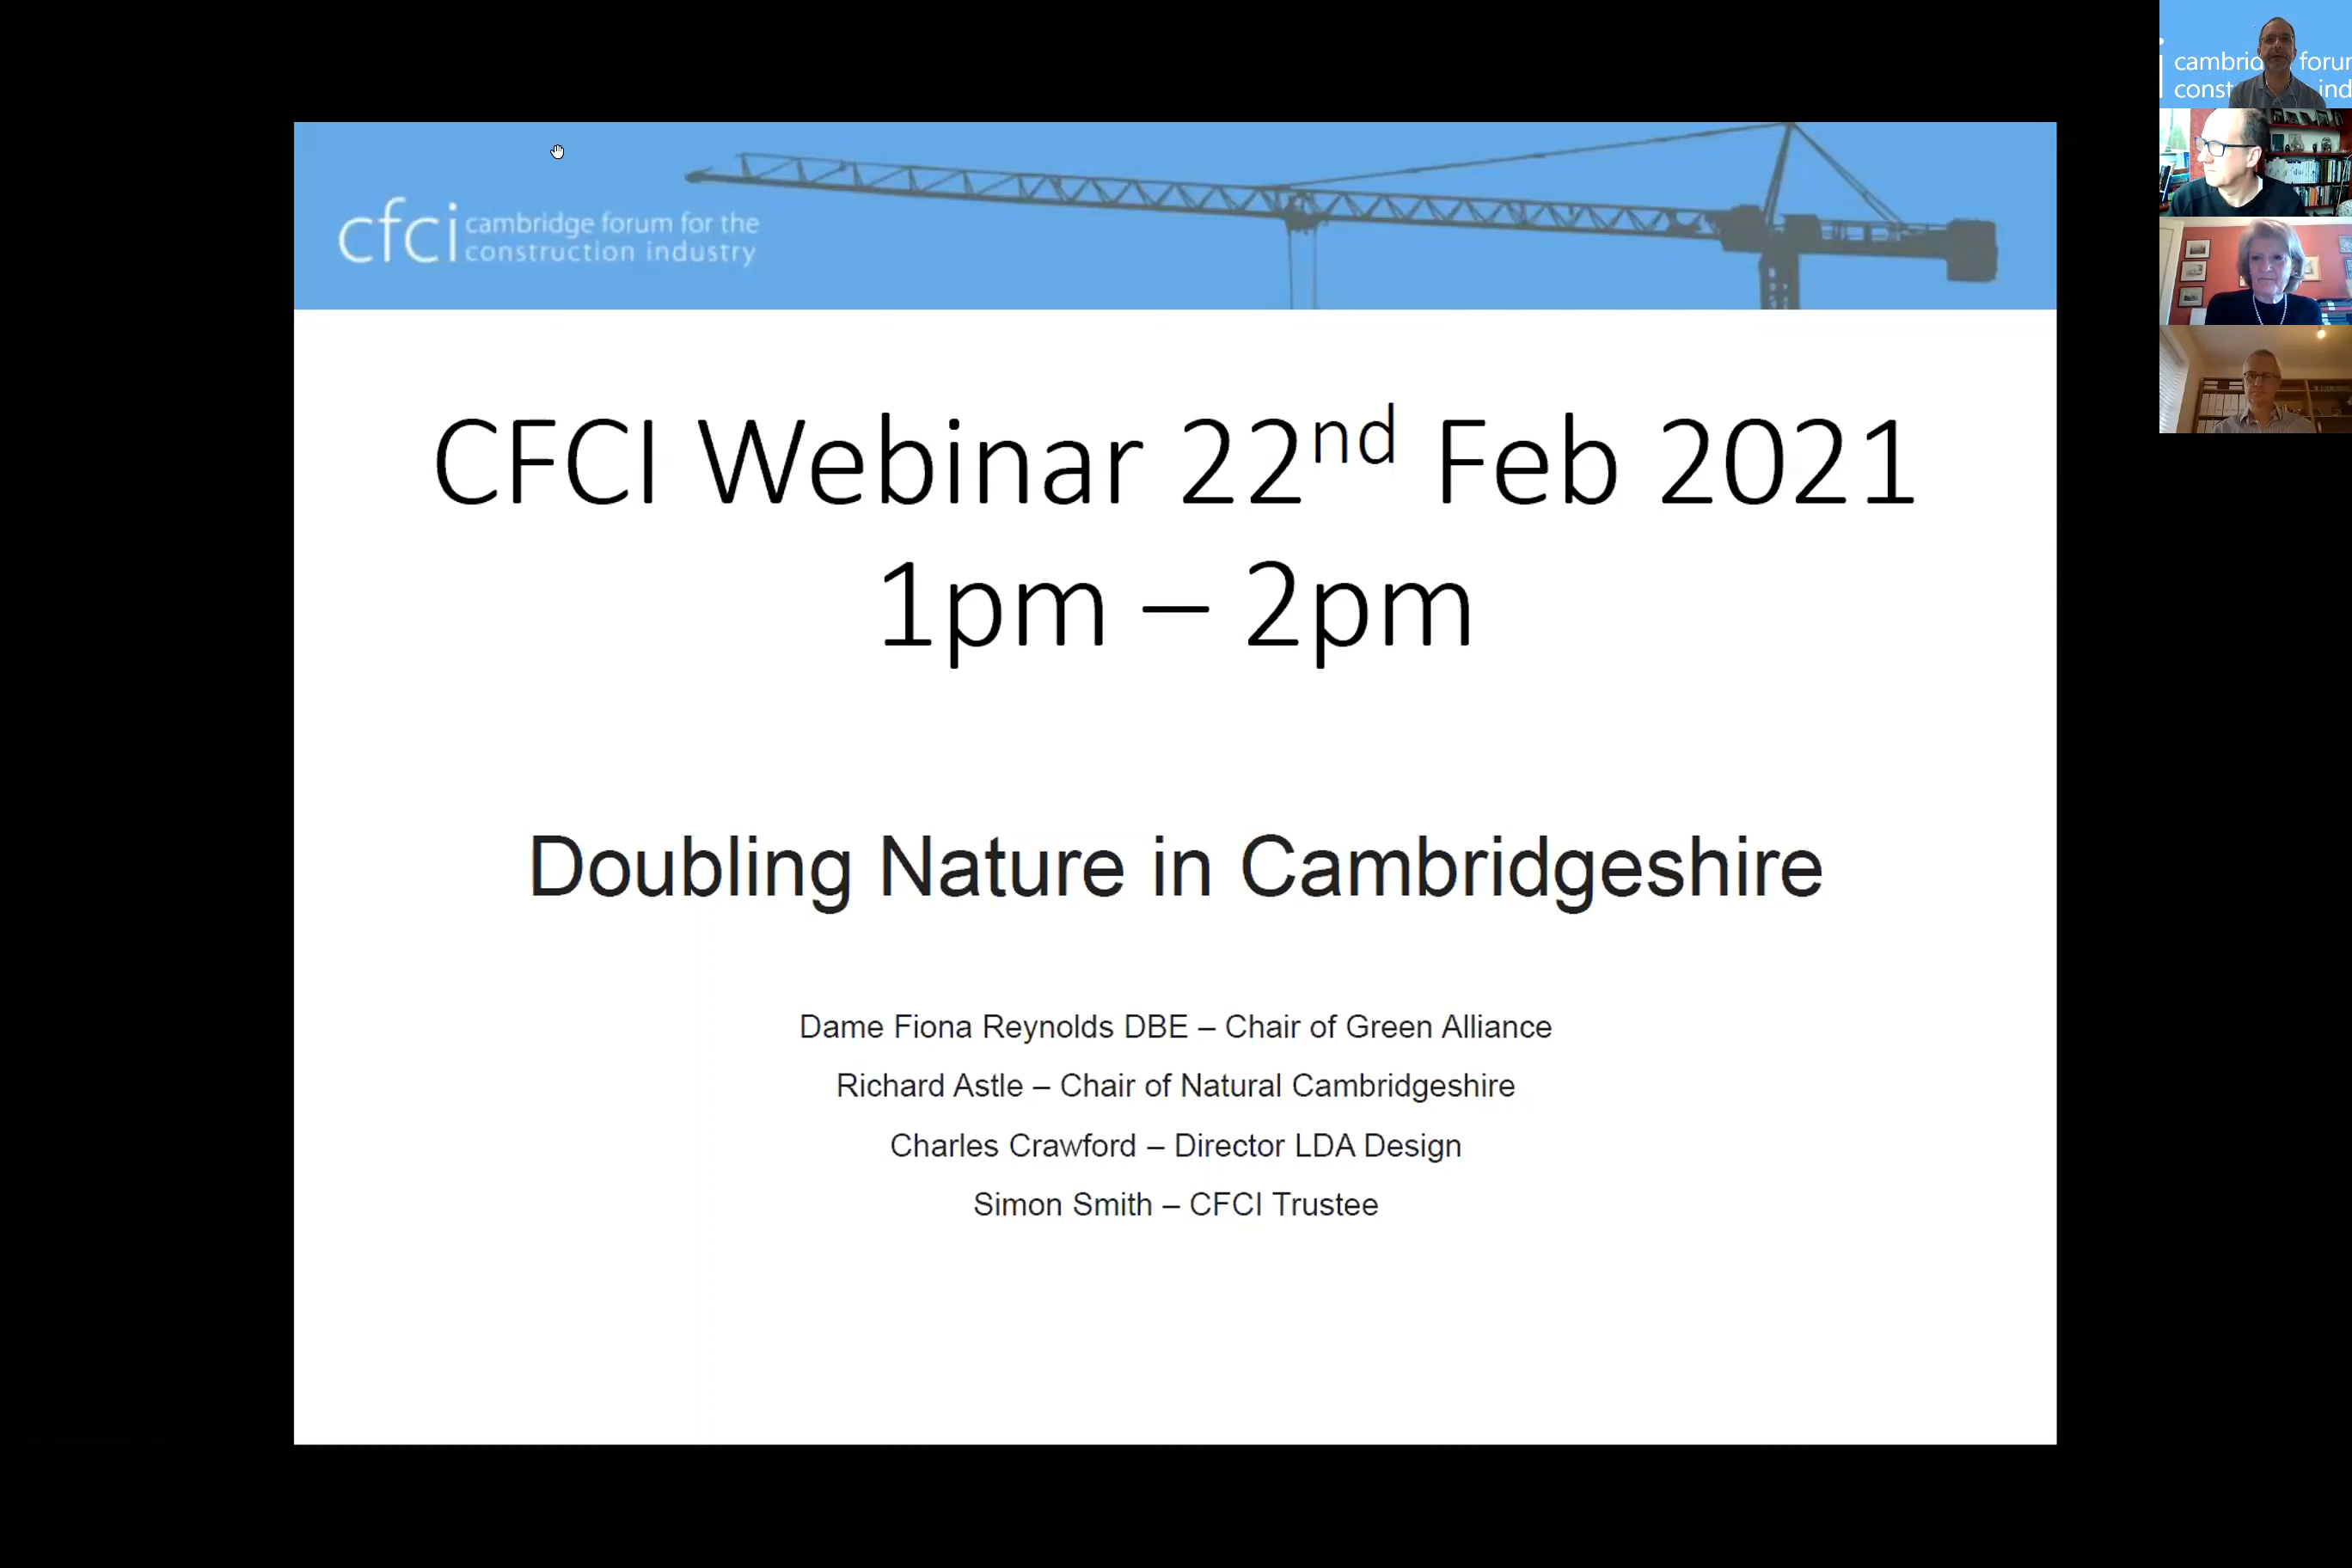 cfci cambridge forum for the
construction industry
CFCI Webinar 22nd Feb 2021
1pm – 2pm
Doubling Nature in Cambridgeshire
Dame Fiona Reynolds DBE – Chair of Green Alliance
Richard Astle – Chair of Natural Cambridgeshire
Charles Crawford – Director LDA Design
Simon Smith – CFCI Trustee